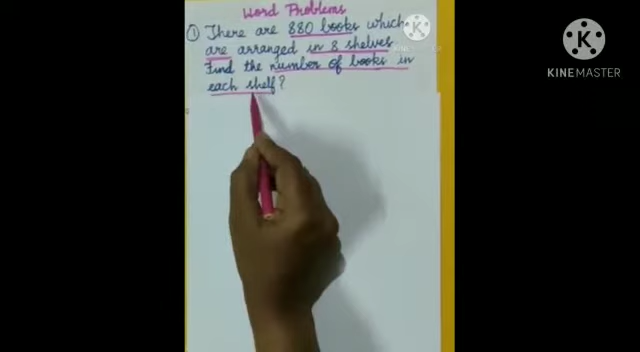 Word Problems
① There are 880 books which
are arranged in 8 shelves
Find the number of books in
each shelf?
KINEMASTER
KINEMASTER